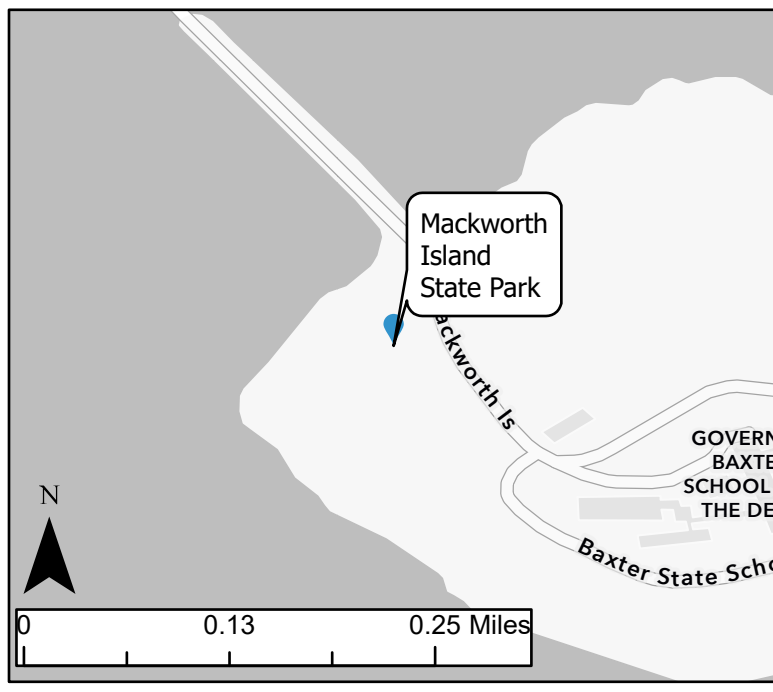 Mackworth
Island
State Park
ackworth Is
GOVERN
BAXTE
SCHOOL
THE DE
Baxter State Scho
N
0 0.13 0.25 Miles